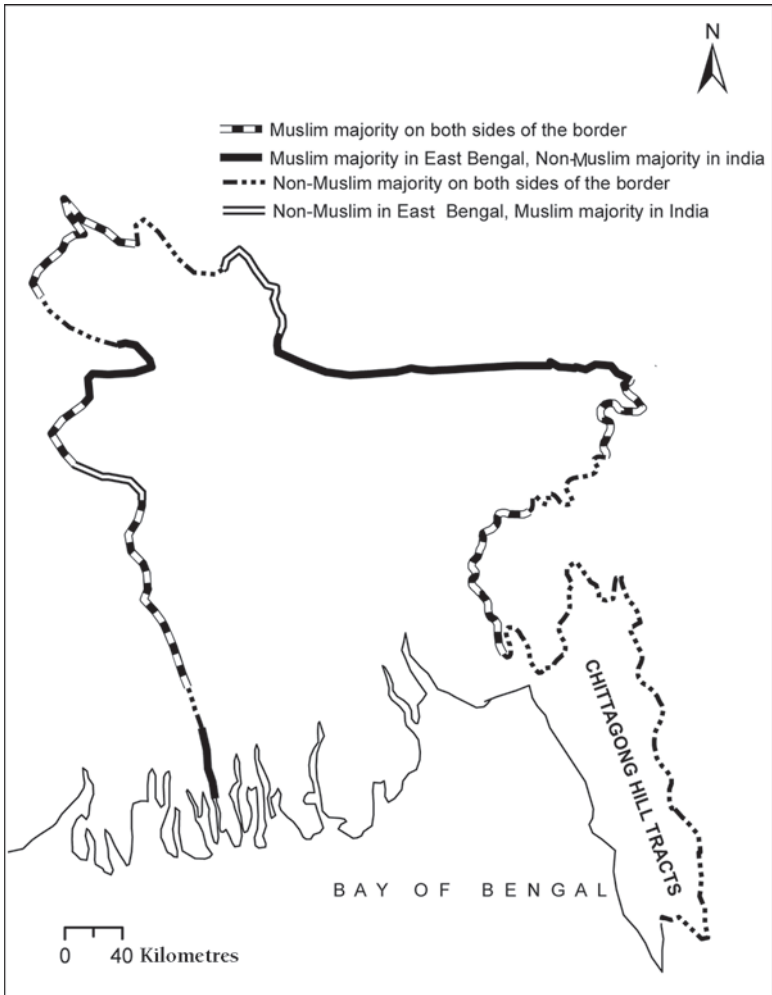 N
Muslim majority on both sides of the border
Muslim majority in East Bengal, Non-Muslim majority in india
Non-Muslim majority on both sides of the border
Non-Muslim in East Bengal, Muslim majority in India
CHITTAGONG HILL TRACTS
BAY OF BENGAL
0 40 Kilometres